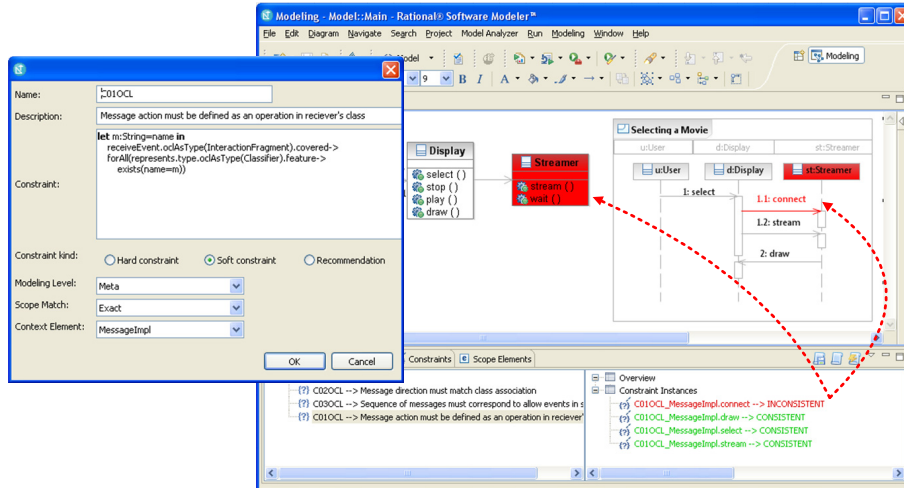 Modeling - Model::Main - Rational® Software Modeler™
File Edit Diagram Navigate Search Project Model Analyzer Run Modeling Window Help
Modeling
9 B I A
Name: C01OCL
Description: Message action must be defined as an operation in reciever's class
Constraint:
let m:String=name in
receiveEvent.oclAsType(InteractionFragment).covered->
forAll(represents.type.oclAsType(Classifier).feature->
exists(name=m))
Constraint kind: Hard constraint Soft constraint Recommendation
Modeling Level: Meta
Scope Match: Exact
Context Element: MessageImpl
OK Cancel
Display
select ( )
stop ( )
play ( )
draw ( )
Streamer
stream ( )
wait ( )
Selecting a Movie
u:User d:Display st:Streamer
u:User d:Display st:Streamer
1: select
1.1: connect
1.2: stream
2: draw
Constraints Scope Elements
C02OCL --> Message direction must match class association
C03OCL --> Sequence of messages must correspond to allow events in s
C01OCL --> Message action must be defined as an operation in reciever'
Overview
Constraint Instances
C01OCL_MessageImpl.connect --> INCONSISTENT
C01OCL_MessageImpl.draw --> CONSISTENT
C01OCL_MessageImpl.select --> CONSISTENT
C01OCL_MessageImpl.stream --> CONSISTENT